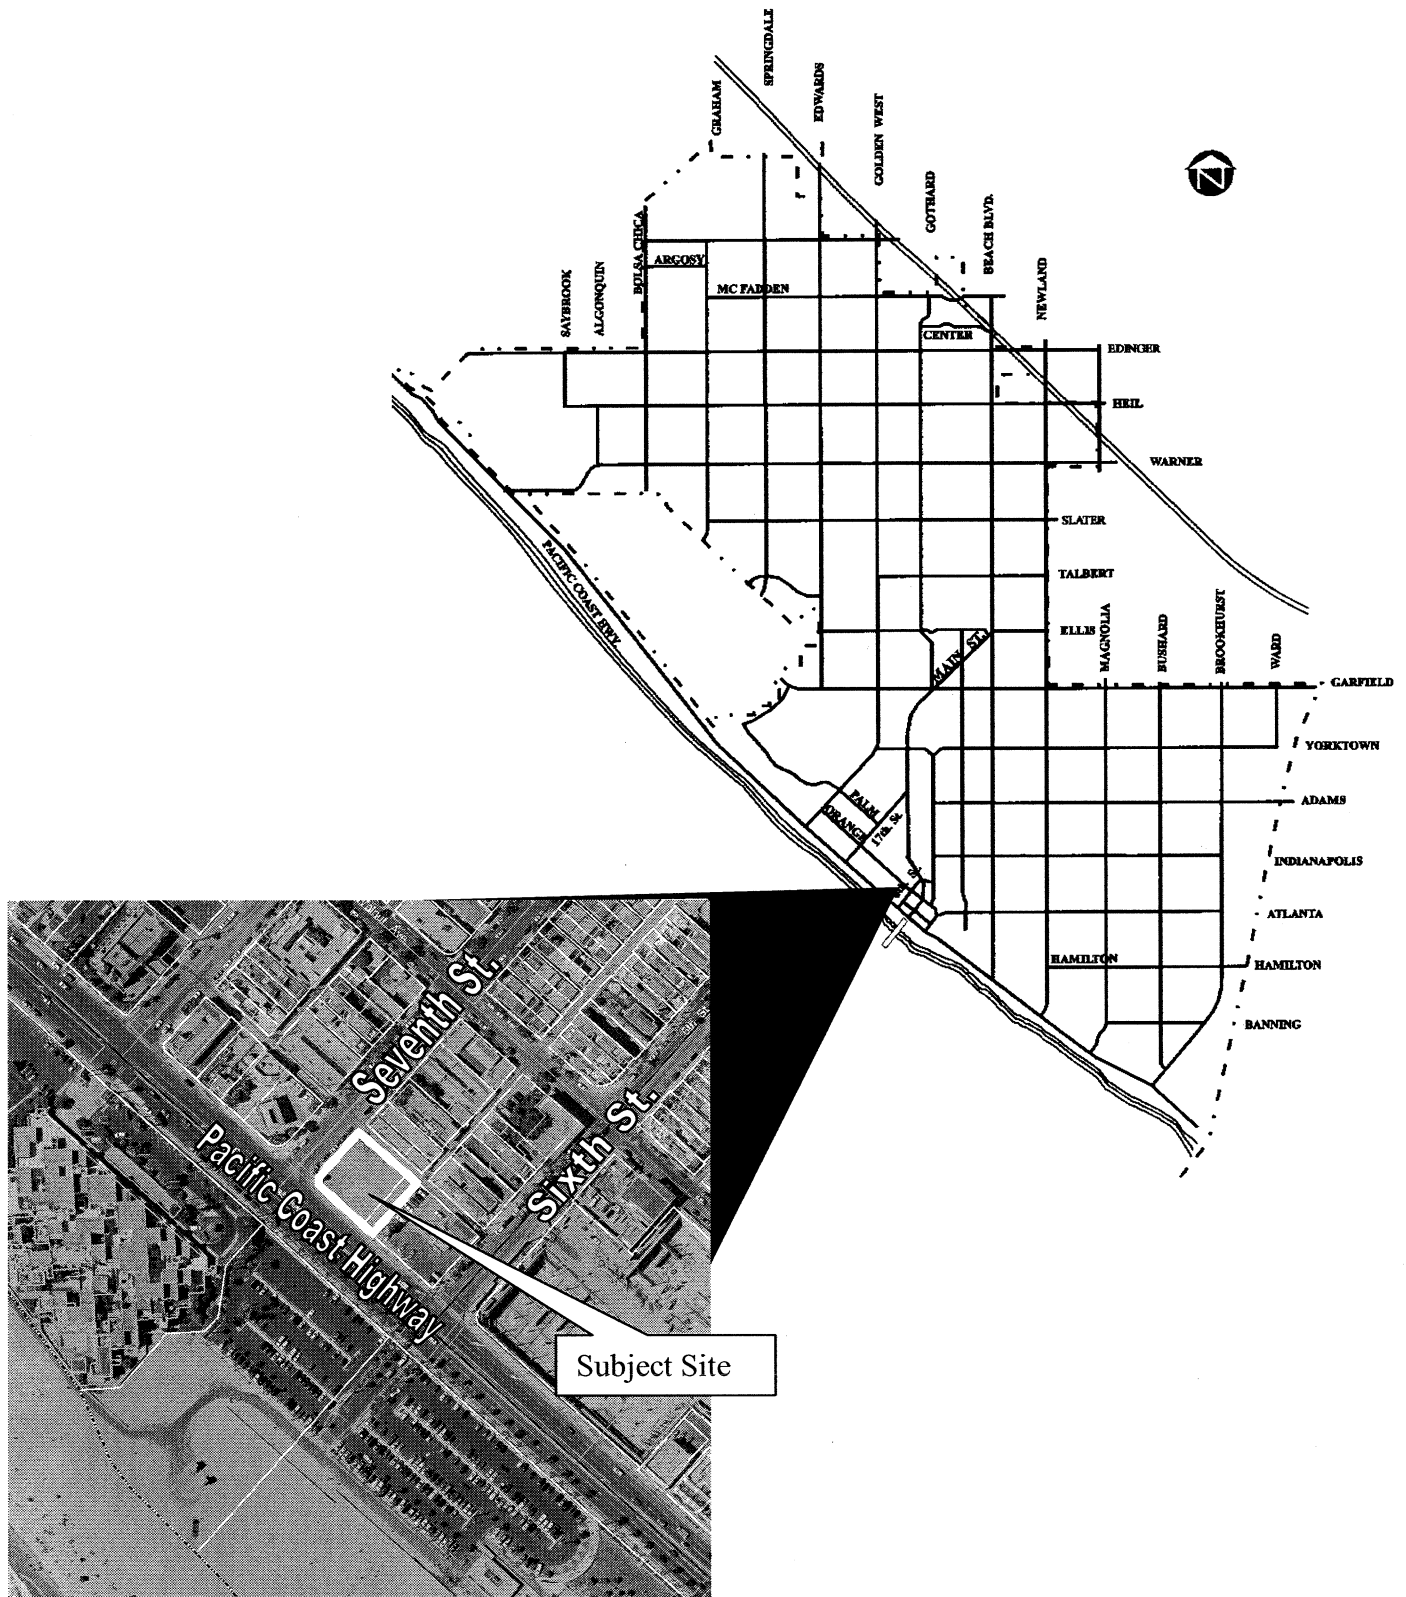 SPRINGDALE
GRAHAM
EDWARDS
GOLDEN WEST
GOTHARD
BEACH BLVD.
NEWLAND
BOLSA CHICA
ALGONQUIN
SAYBROOK
N
ARGOSY
MC FADDEN
CENTER
EDINGER
HEIL
WARNER
SLATER
PACIFIC COAST HWY.
TALBERT
ELLIS
MAIN ST.
MAGNOLIA
BUSHARD
BROOKHURST
WARD
GARFIELD
YORKTOWN
PALM
ORANGE
17th. St.
ADAMS
INDIANAPOLIS
ATLANTA
HAMILTON
HAMILTON
BANNING
Seventh St.
Sixth St.
Pacific Coast Highway
Subject Site